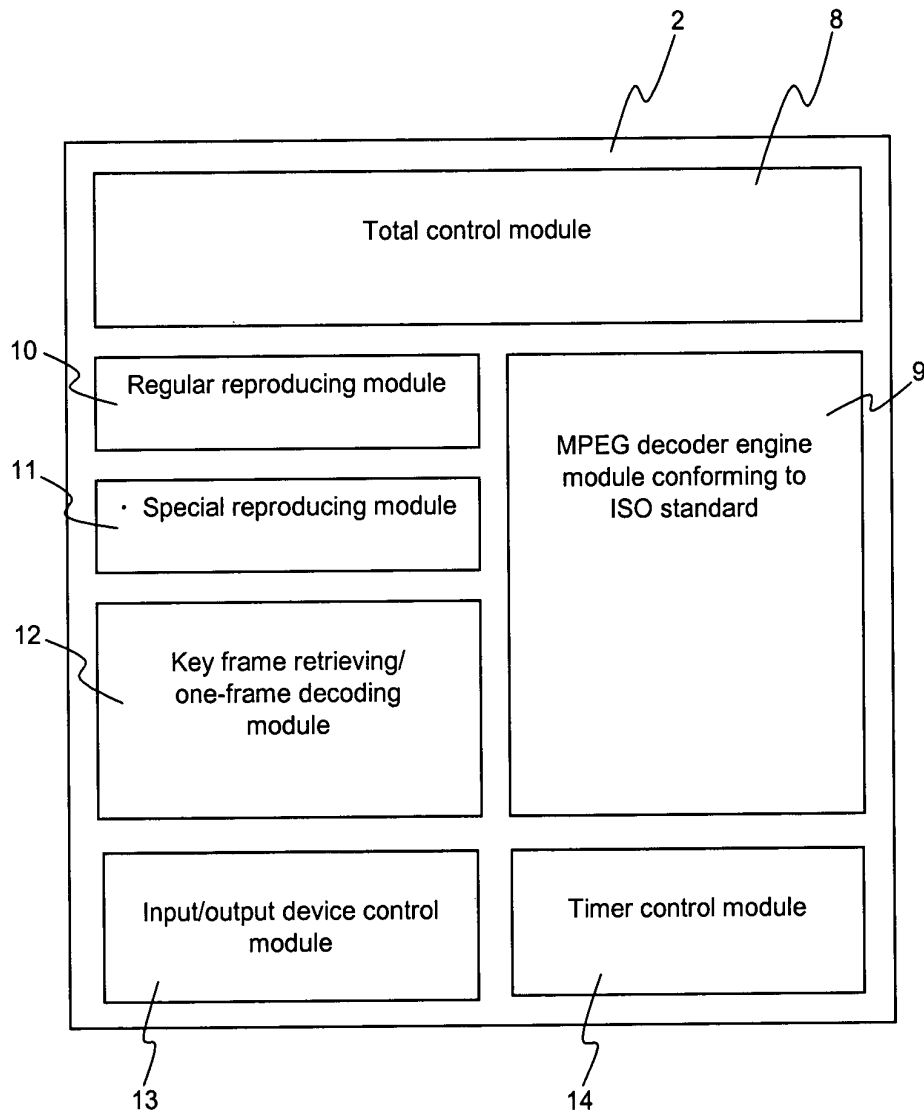 2
8
Total control module
10
Regular reproducing module
9
MPEG decoder engine
module conforming to
ISO standard
11
Special reproducing module
12
Key frame retrieving/
one-frame decoding
module
Input/output device control
module
Timer control module
13
14